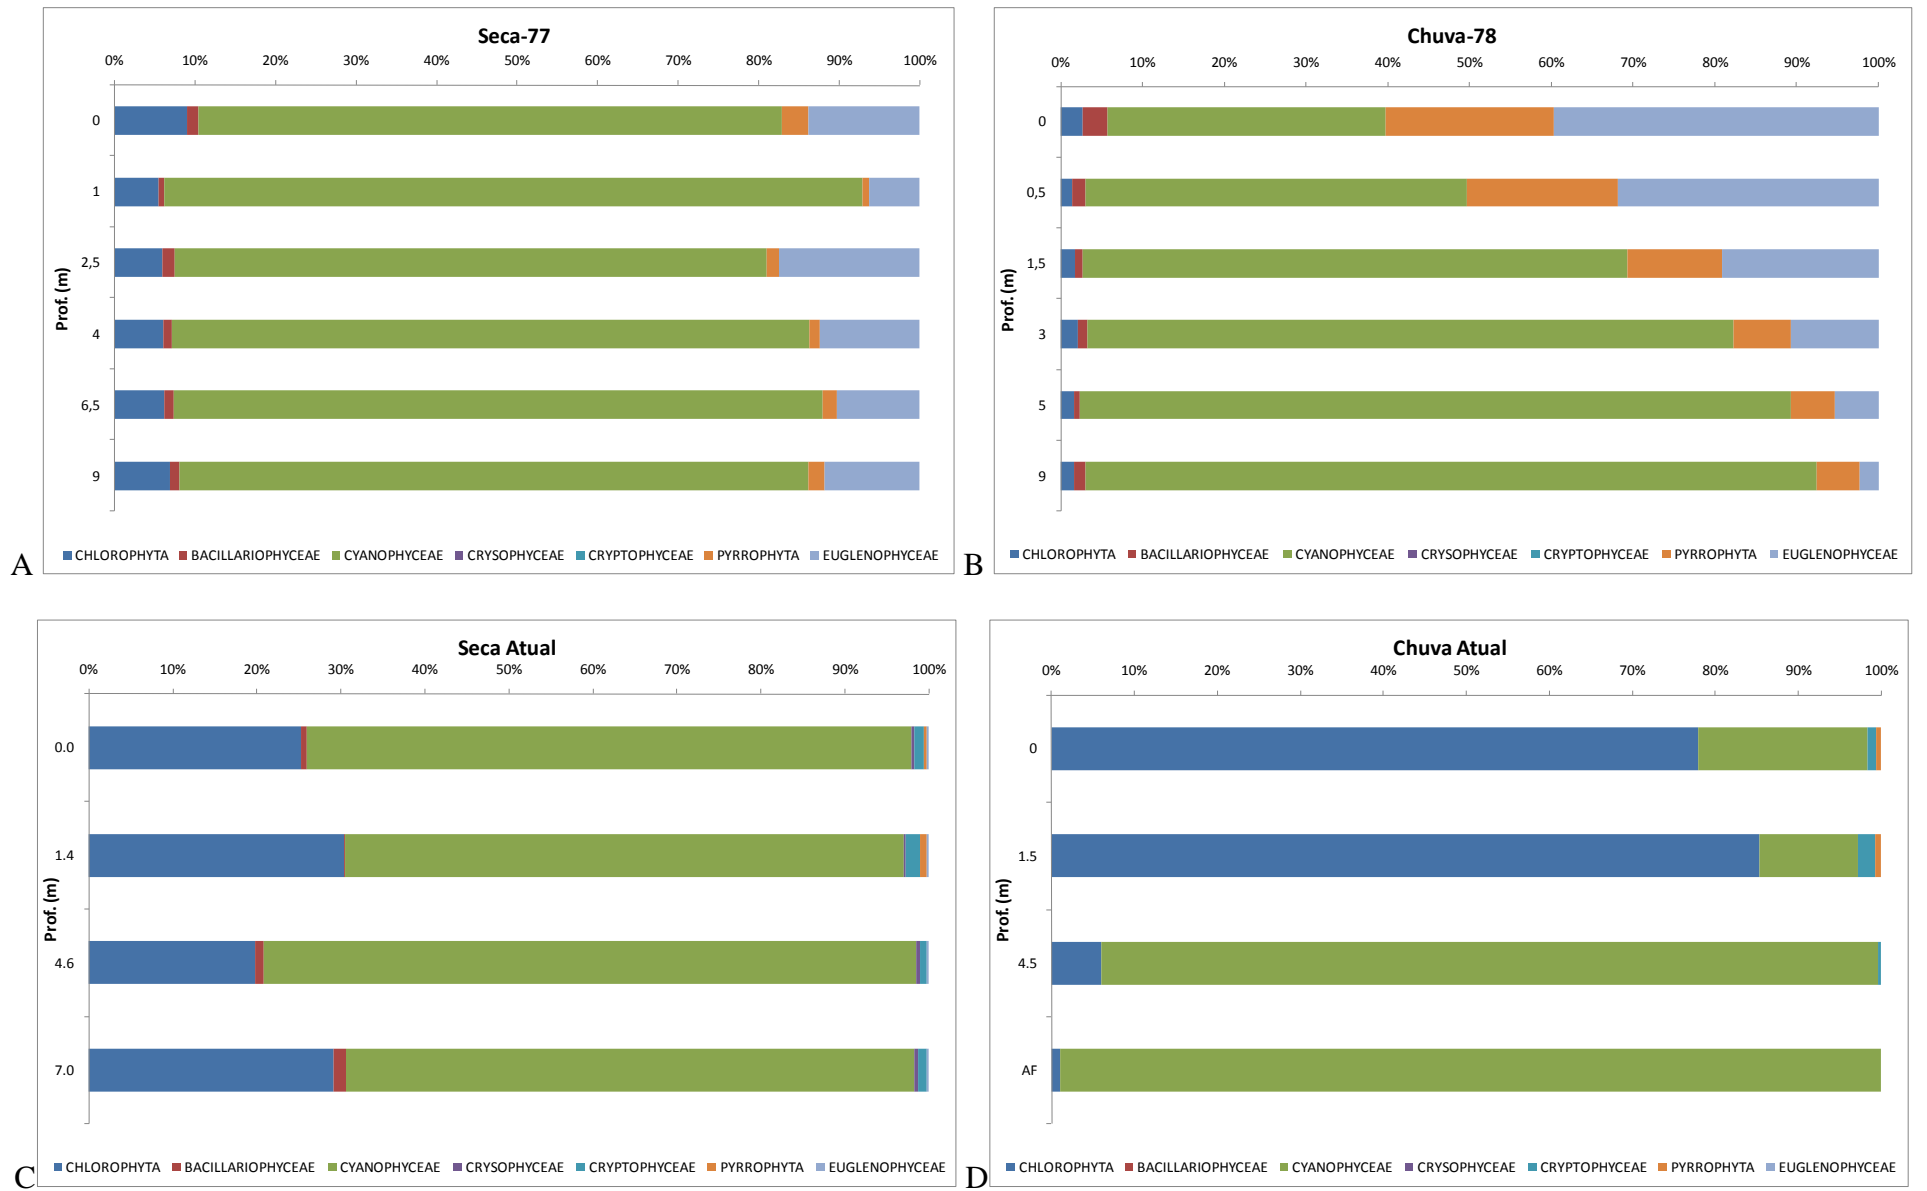 Seca-77
0% 10% 20% 30% 40% 50% 60% 70% 80% 90% 100%
Prof. (m)
0
1
2,5
4
6,5
9
CHLOROPHYTA BACILLARIOPHYCEAE CYANOPHYCEAE CRYSOPHYCEAE CRYPTOPHYCEAE PYRROPHYTA EUGLENOPHYCEAE
A
Chuva-78
0% 10% 20% 30% 40% 50% 60% 70% 80% 90% 100%
Prof. (m)
0
0,5
1,5
3
5
9
CHLOROPHYTA BACILLARIOPHYCEAE CYANOPHYCEAE CRYSOPHYCEAE CRYPTOPHYCEAE PYRROPHYTA EUGLENOPHYCEAE
B
Seca Atual
0% 10% 20% 30% 40% 50% 60% 70% 80% 90% 100%
Prof. (m)
0.0
1.4
4.6
7.0
CHLOROPHYTA BACILLARIOPHYCEAE CYANOPHYCEAE CRYSOPHYCEAE CRYPTOPHYCEAE PYRROPHYTA EUGLENOPHYCEAE
C
Chuva Atual
0% 10% 20% 30% 40% 50% 60% 70% 80% 90% 100%
Prof. (m)
0
1.5
4.5
AF
CHLOROPHYTA BACILLARIOPHYCEAE CYANOPHYCEAE CRYSOPHYCEAE CRYPTOPHYCEAE PYRROPHYTA EUGLENOPHYCEAE
D